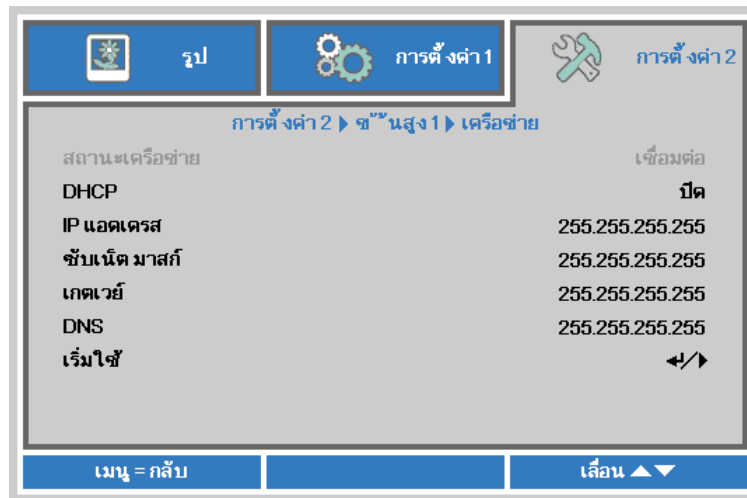 รูป
การตั้งค่า 1
การตั้งค่า 2
การตั้งค่า 2 ▶ ขั้นสูง 1 ▶ เครือข่าย
สถานะเครือข่าย เชื่อมต่อ
DHCP ปิด
IP แอดเดรส 255.255.255.255
ซับเน็ต มาสก์ 255.255.255.255
เกตเวย์ 255.255.255.255
DNS 255.255.255.255
เริ่มใช้ ↵/▶
เมนู = กลับ
เลื่อน ▲▼